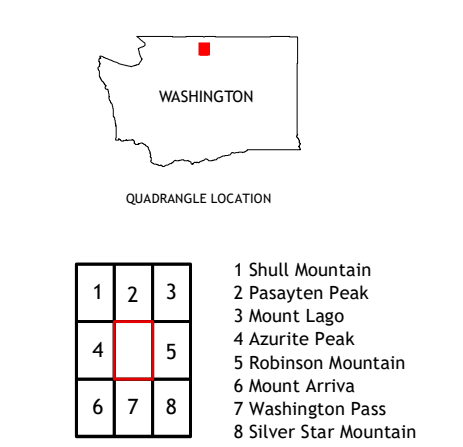 WASHINGTON
QUADRANGLE LOCATION
1 2 3
4 5
6 7 8
1 Shull Mountain
2 Pasayten Peak
3 Mount Lago
4 Azurite Peak
5 Robinson Mountain
6 Mount Arriva
7 Washington Pass
8 Silver Star Mountain